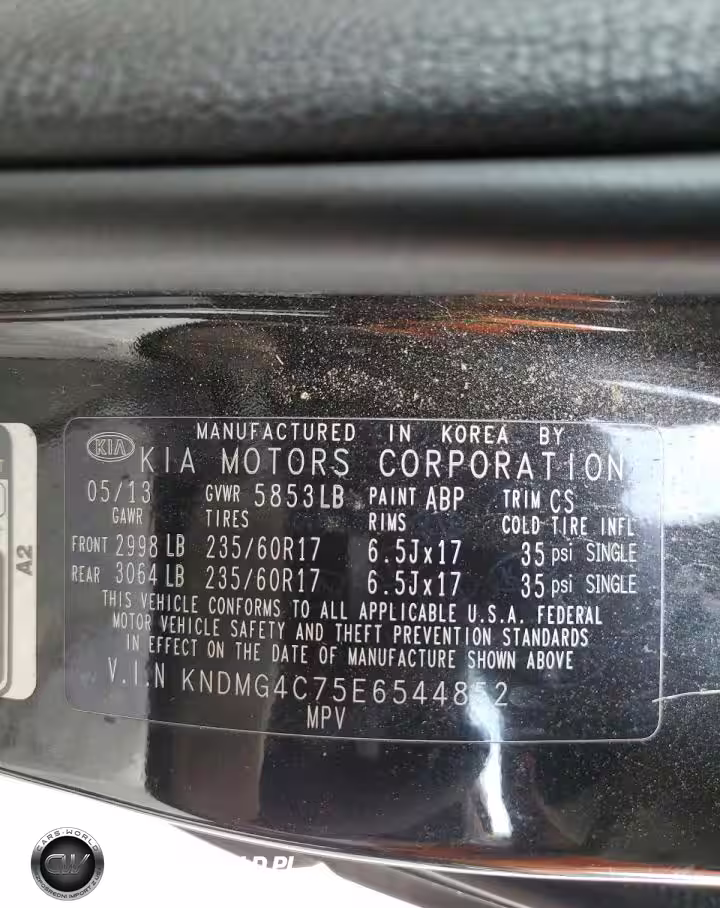 MANUFACTURED IN KOREA BY
KIA KIA MOTORS CORPORATION
05/13 GVWR 5853LB PAINT ABP TRIM CS
GAWR TIRES RIMS COLD TIRE INFL
FRONT 2998 LB 235/60R17 6.5Jx17 35 psi SINGLE
REAR 3064 LB 235/60R17 6.5Jx17 35 psi SINGLE
THIS VEHICLE CONFORMS TO ALL APPLICABLE U.S.A. FEDERAL
MOTOR VEHICLE SAFETY AND THEFT PREVENTION STANDARDS
IN EFFECT ON THE DATE OF MANUFACTURE SHOWN ABOVE
V.I.N KNDMG4C75E6544852
MPV
A2
CARS-WORLD
CW